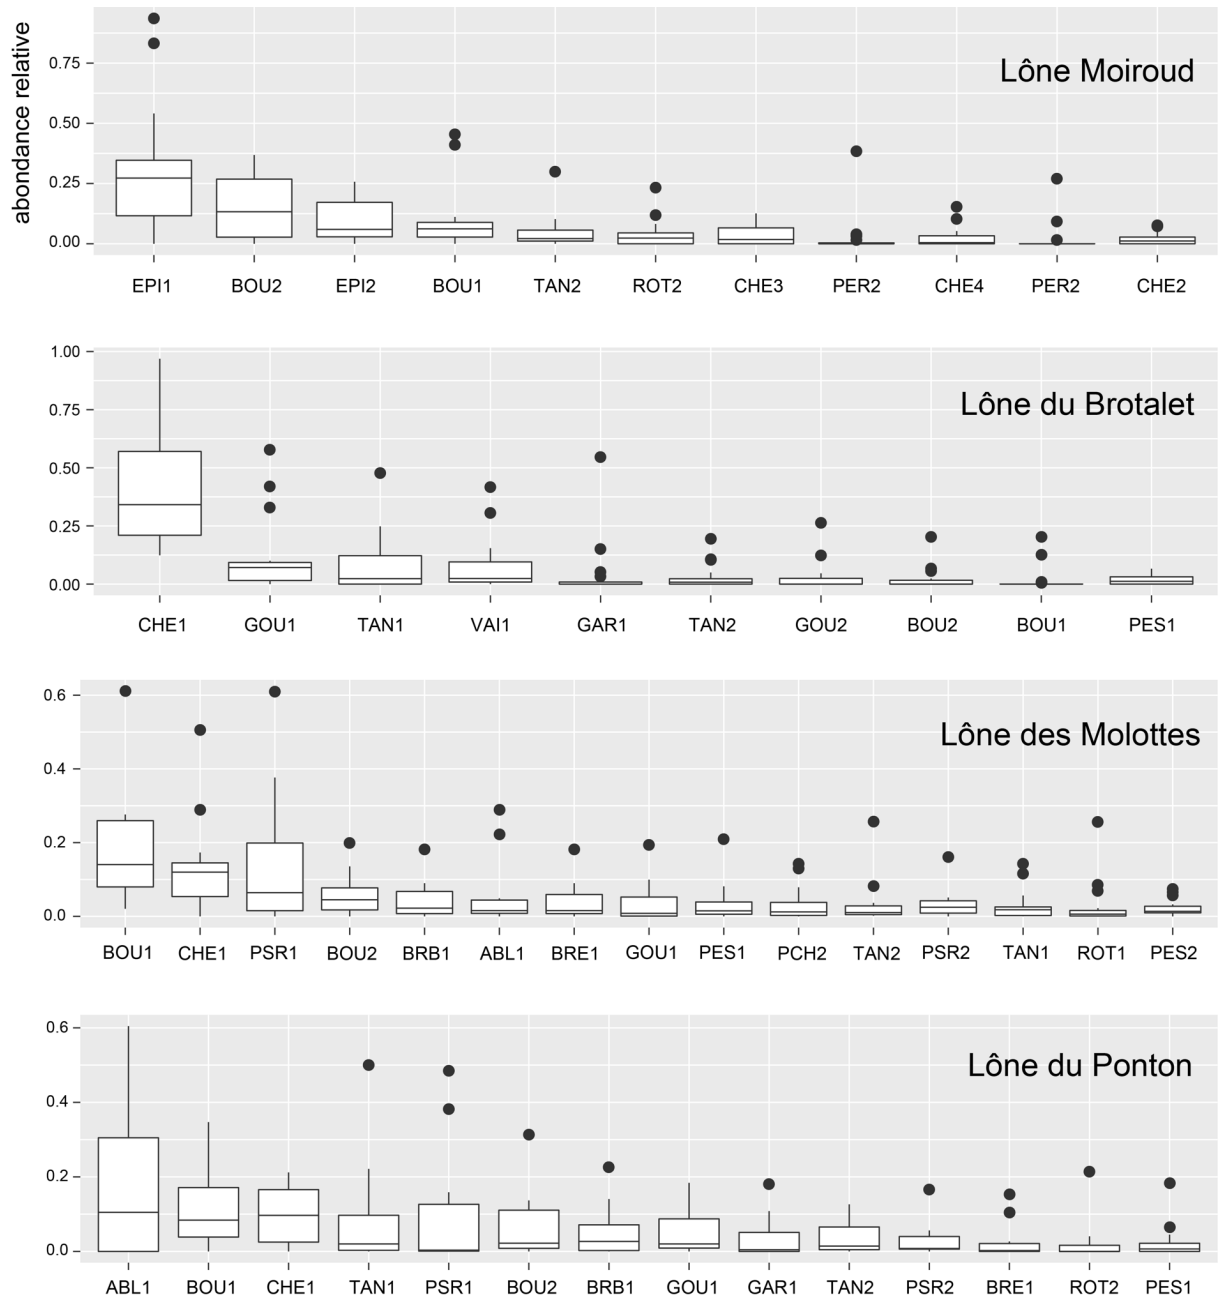 abondance relative
Lône Moiroud
0.75
0.50
0.25
0.00
EPI1 BOU2 EPI2 BOU1 TAN2 ROT2 CHE3 PER2 CHE4 PER2 CHE2
1.00
Lône du Brotalet
0.75
0.50
0.25
0.00
CHE1 GOU1 TAN1 VAI1 GAR1 TAN2 GOU2 BOU2 BOU1 PES1
0.6
Lône des Molottes
0.4
0.2
0.0
BOU1 CHE1 PSR1 BOU2 BRB1 ABL1 BRE1 GOU1 PES1 PCH2 TAN2 PSR2 TAN1 ROT1 PES2
0.6
Lône du Ponton
0.4
0.2
0.0
ABL1 BOU1 CHE1 TAN1 PSR1 BOU2 BRB1 GOU1 GAR1 TAN2 PSR2 BRE1 ROT2 PES1